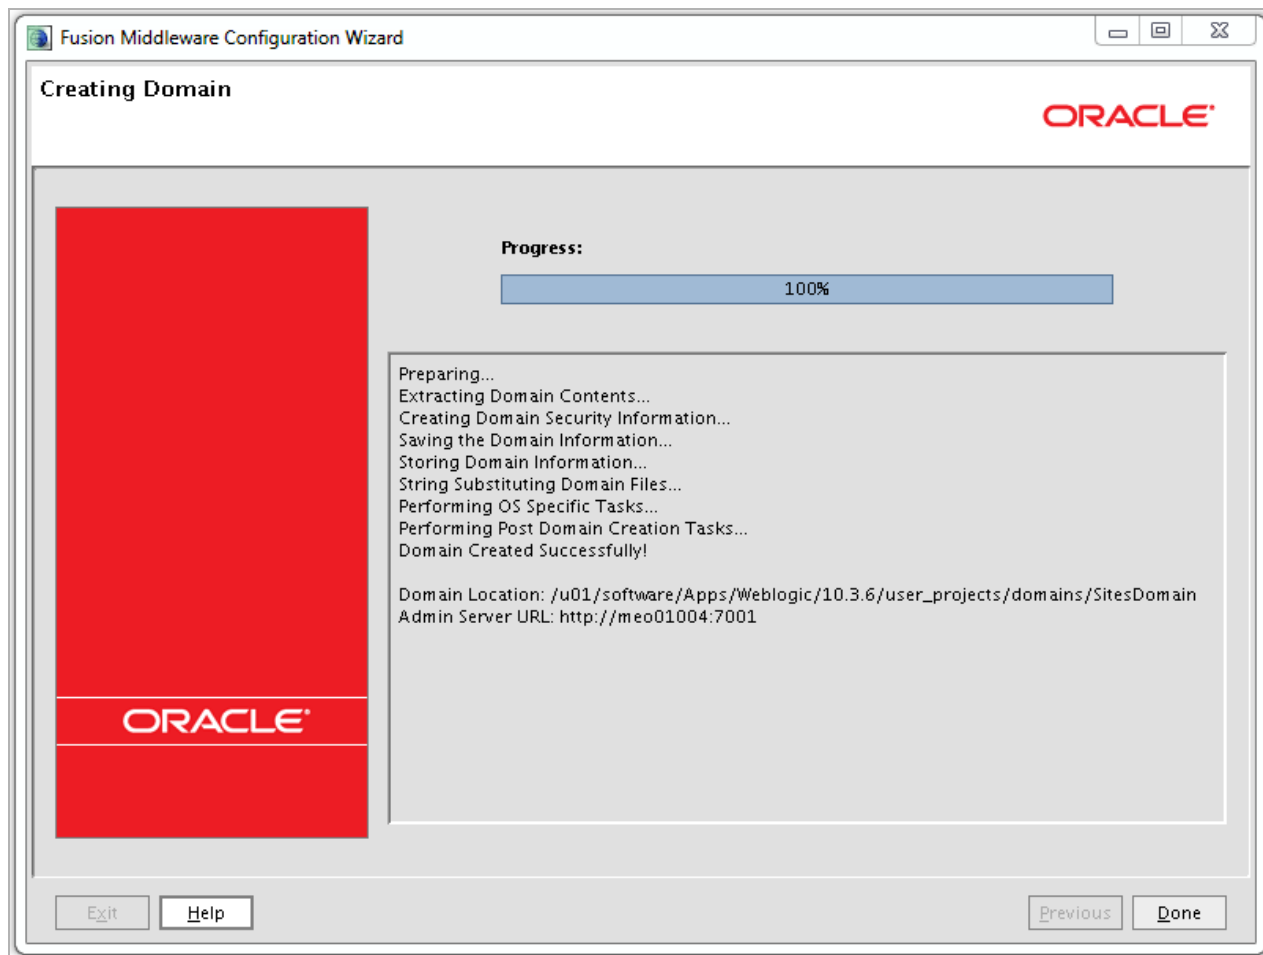 Fusion Middleware Configuration Wizard
Creating Domain
ORACLE
Progress:
100%
Preparing...
Extracting Domain Contents...
Creating Domain Security Information...
Saving the Domain Information...
Storing Domain Information...
String Substituting Domain Files...
Performing OS Specific Tasks...
Performing Post Domain Creation Tasks...
Domain Created Successfully!
Domain Location: /u01/software/Apps/Weblogic/10.3.6/user_projects/domains/SitesDomain
Admin Server URL: http://meo01004:7001
ORACLE
Exit
Help
Previous
Done